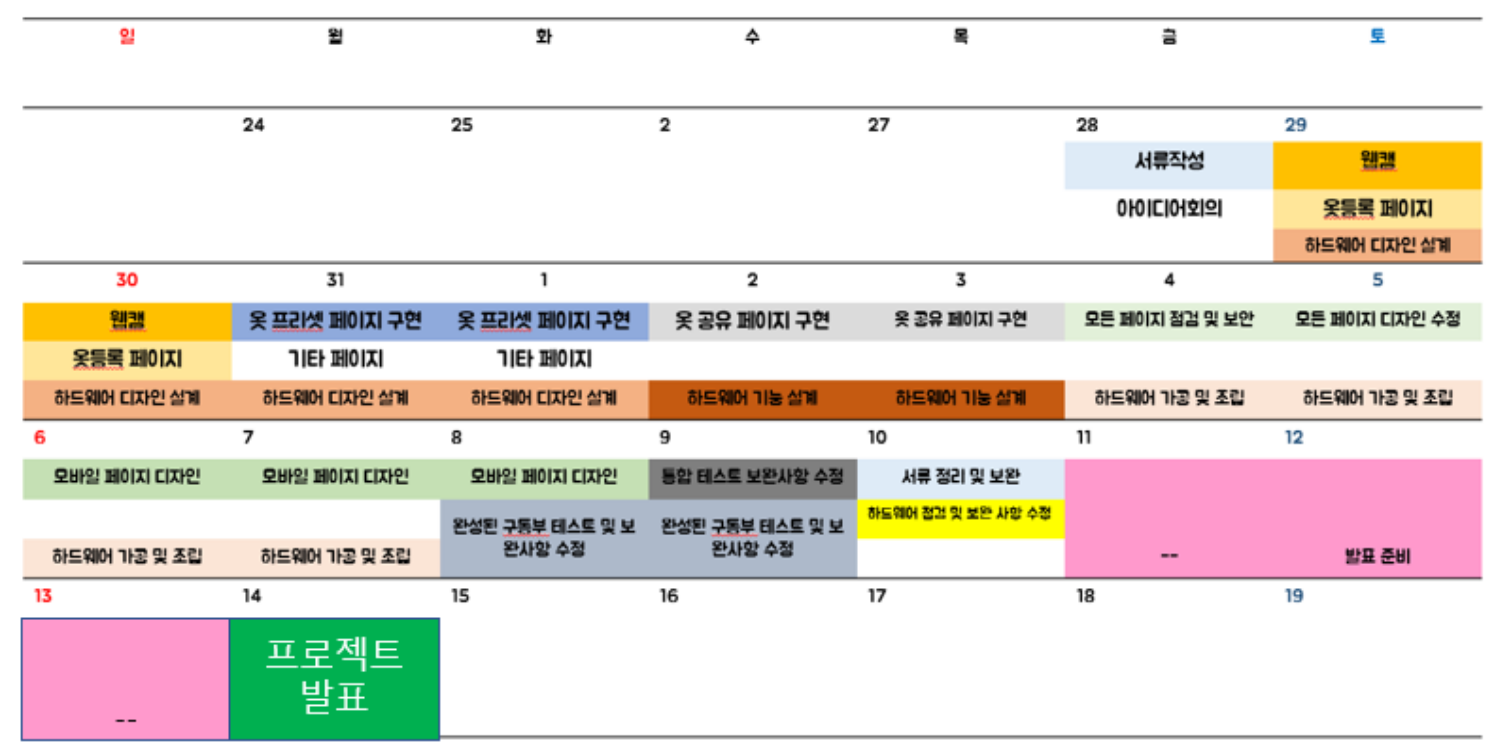 일 월 화 수 목 금 토
24 25 2 27 28 29
서류작성 웹캠
아이디어회의 옷등록 페이지
하드웨어 디자인 설계
30 31 1 2 3 4 5
웹캠 옷 프리셋 페이지 구현 옷 프리셋 페이지 구현 옷 공유 페이지 구현 옷 공유 페이지 구현 모든 페이지 점검 및 보안 모든 페이지 디자인 수정
옷등록 페이지 기타 페이지 기타 페이지
하드웨어 디자인 설계 하드웨어 디자인 설계 하드웨어 디자인 설계 하드웨어 기능 설계 하드웨어 기능 설계 하드웨어 가공 및 조립 하드웨어 가공 및 조립
6 7 8 9 10 11 12
모바일 페이지 디자인 모바일 페이지 디자인 모바일 페이지 디자인 통합 테스트 보완사항 수정 서류 정리 및 보완
하드웨어 점검 및 보완 사항 수정
완성된 구동부 테스트 및 보 완성된 구동부 테스트 및 보
완사항 수정 완사항 수정
하드웨어 가공 및 조립 하드웨어 가공 및 조립 -- 발표 준비
13 14 15 16 17 18 19
프로젝트
발표
--